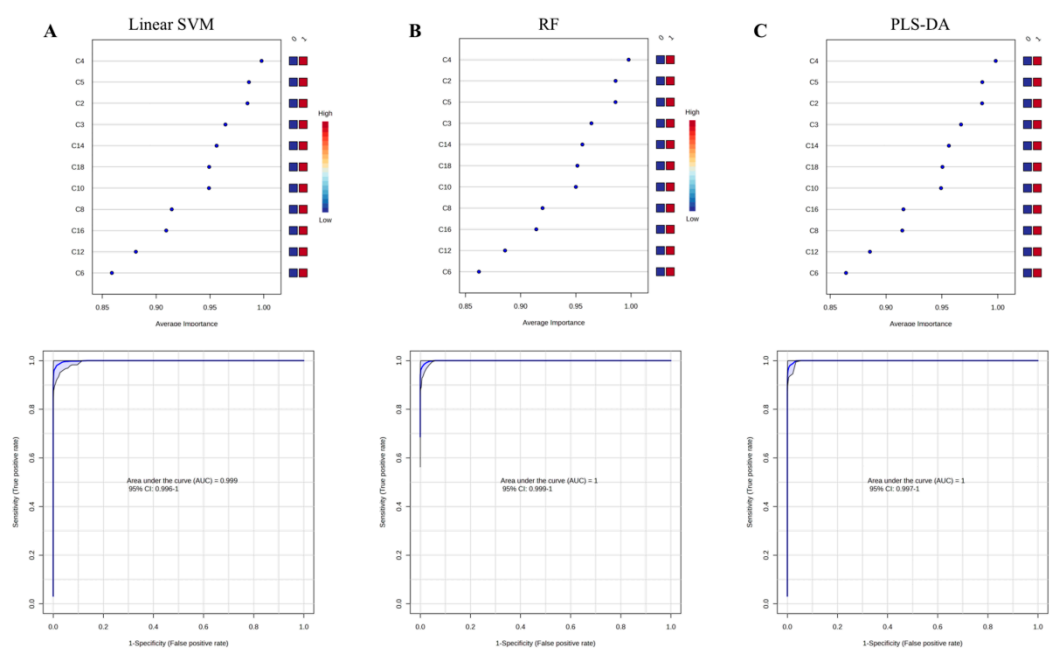 A
Linear SVM
0 1
C4
C5
C2
C3
C14
C18
C10
C8
C16
C12
C6
High
Low
0.85 0.90 0.95 1.00
Average Importance
B
RF
0 1
C4
C2
C5
C3
C14
C18
C10
C8
C16
C12
C6
High
Low
0.85 0.90 0.95 1.00
Average Importance
C
PLS-DA
0 1
C4
C5
C2
C3
C14
C18
C10
C16
C8
C12
C6
0.85 0.90 0.95 1.00
Average Importance
Sensitivity (True positive rate)
1.0
0.8
0.6
0.4
0.2
0.0
Area under the curve (AUC) = 0.999
95% CI: 0.996-1
0.0 0.2 0.4 0.6 0.8 1.0
1-Specificity (False positive rate)
Sensitivity (True positive rate)
1.0
0.8
0.6
0.4
0.2
0.0
Area under the curve (AUC) = 1
95% CI: 0.999-1
0.0 0.2 0.4 0.6 0.8 1.0
1-Specificity (False positive rate)
Sensitivity (True positive rate)
1.0
0.8
0.6
0.4
0.2
0.0
Area under the curve (AUC) = 1
95% CI: 0.997-1
0.0 0.2 0.4 0.6 0.8 1.0
1-Specificity (False positive rate)